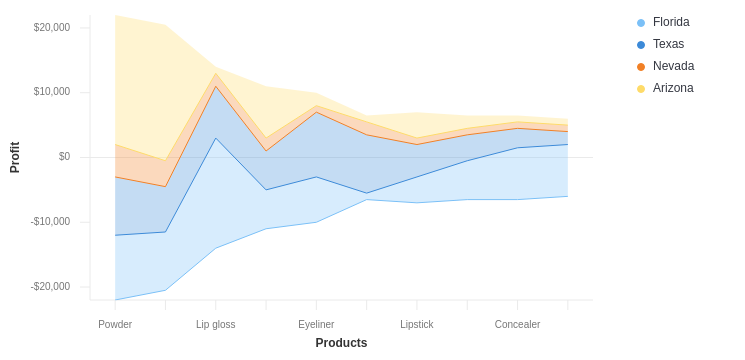 $20,000
$10,000
$0
-$10,000
-$20,000
Profit
Powder
Lip gloss
Eyeliner
Lipstick
Concealer
Products
Florida
Texas
Nevada
Arizona